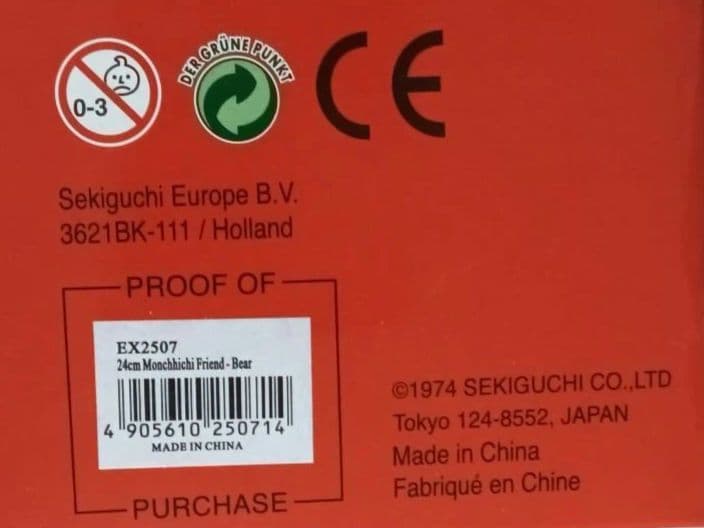 0-3
DER GRÜNE PUNKT
CE
Sekiguchi Europe B.V.
3621BK-111 / Holland
PROOF OF
EX2507
24cm Monchhichi Friend - Bear
4 905610 250714
MADE IN CHINA
PURCHASE
©1974 SEKIGUCHI CO.,LTD
Tokyo 124-8552, JAPAN
Made in China
Fabriqué en Chine